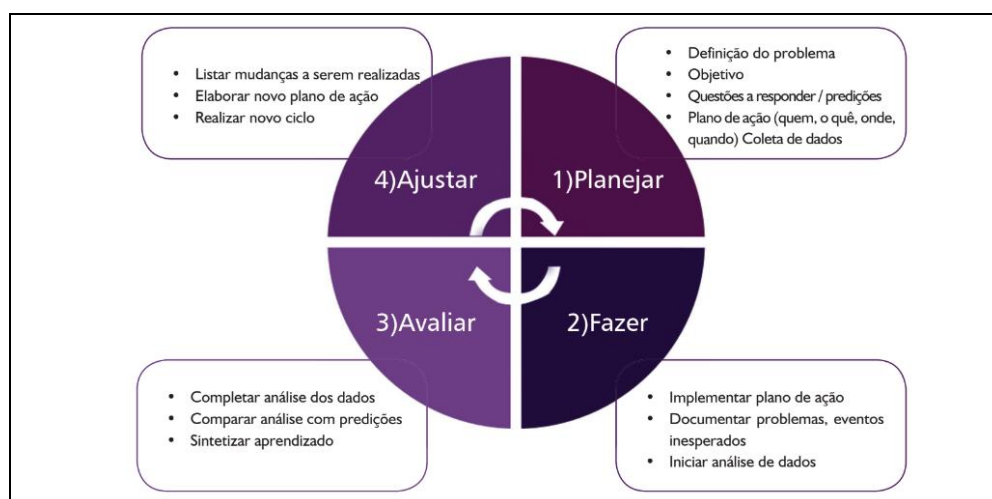 • Listar mudanças a serem realizadas
• Elaborar novo plano de ação
• Realizar novo ciclo
• Definição do problema
• Objetivo
• Questões a responder / predições
• Plano de ação (quem, o quê, onde,
quando) Coleta de dados
4)Ajustar
1)Planejar
3)Avaliar
2)Fazer
• Completar análise dos dados
• Comparar análise com predições
• Sintetizar aprendizado
• Implementar plano de ação
• Documentar problemas, eventos
inesperados
• Iniciar análise de dados